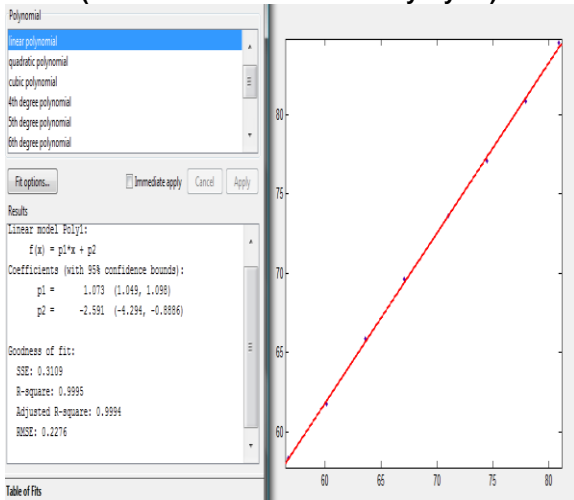 Polynomial
linear polynomial
quadratic polynomial
cubic polynomial
4th degree polynomial
5th degree polynomial
6th degree polynomial
Fit options...
Immediate apply
Cancel
Apply
Results
Linear model Poly1:
f(x) = p1*x + p2
Coefficients (with 95% confidence bounds):
p1 = 1.073 (1.049, 1.098)
p2 = -2.591 (-4.294, -0.8886)
Goodness of fit:
SSE: 0.3109
R-square: 0.9995
Adjusted R-square: 0.9994
RMSE: 0.2276
Table of Fits
80
75
70
65
60
60 65 70 75 80